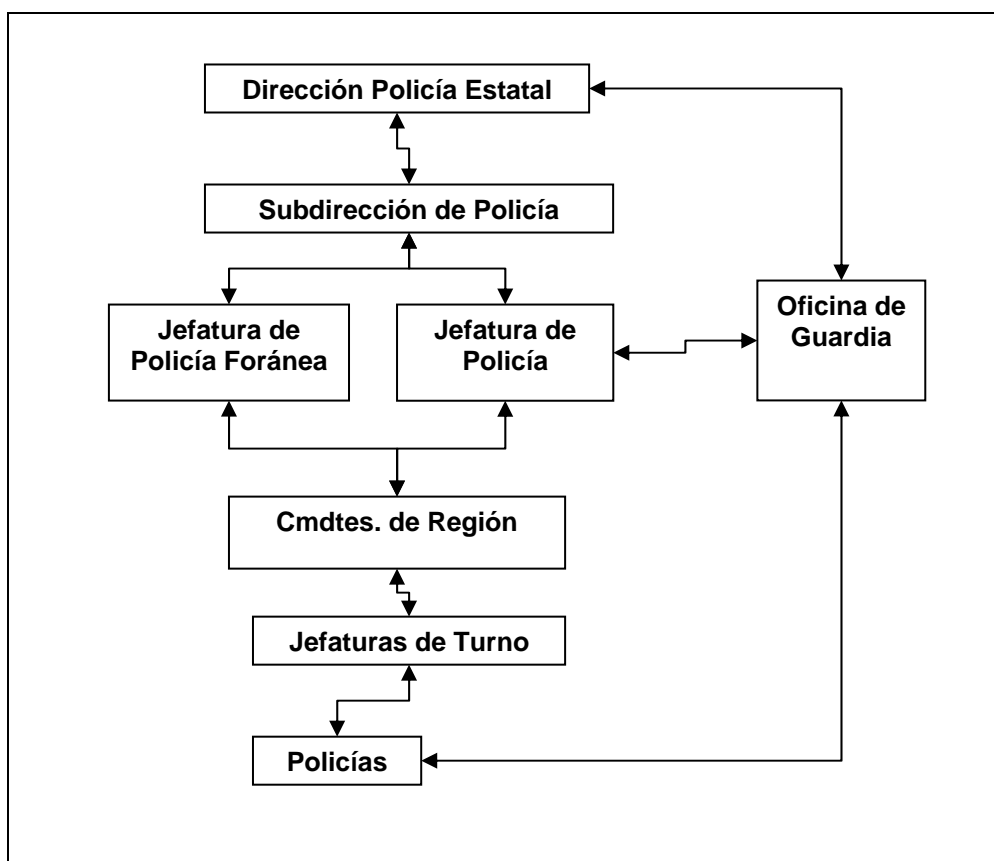 Dirección Policía Estatal
Subdirección de Policía
Jefatura de
Policía Foránea
Jefatura de
Policía
Oficina de
Guardia
Cmdtes. de Región
Jefaturas de Turno
Policías